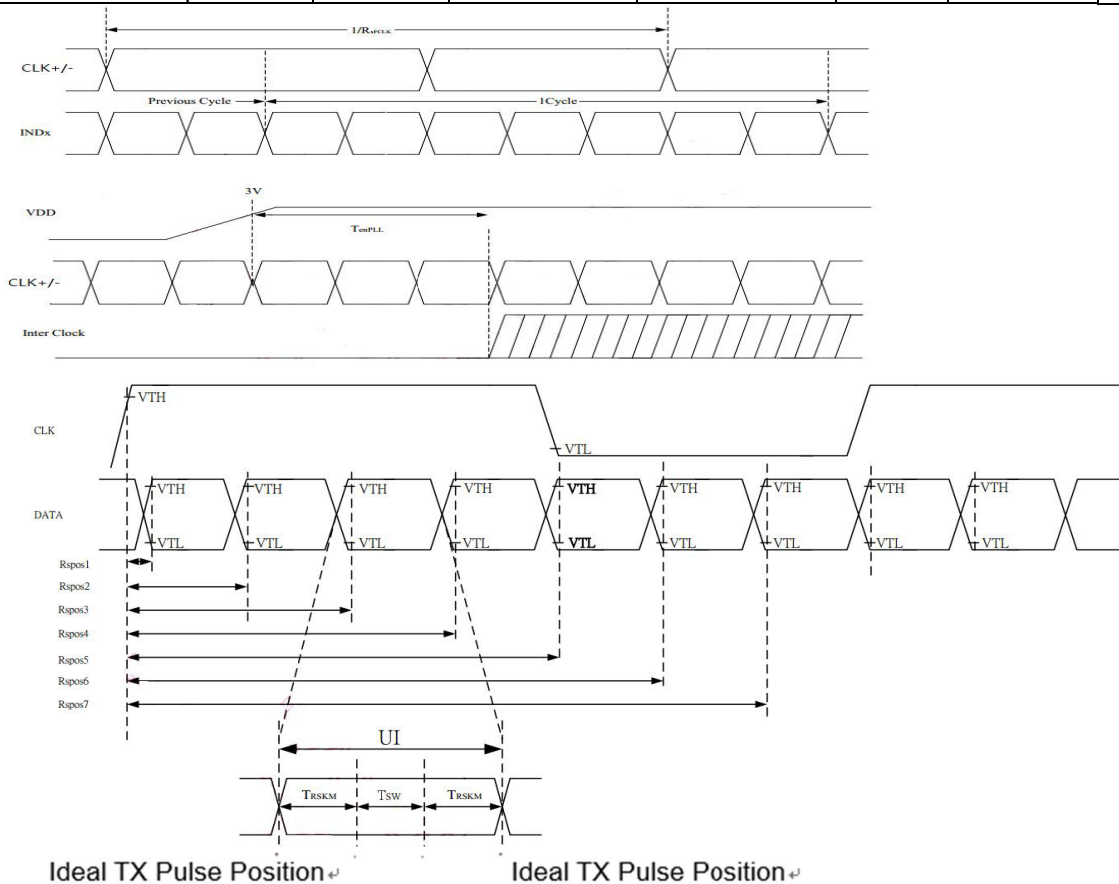 1/RxFCLK
CLK+/-
Previous Cycle
1Cycle
INDx
3V
VDD
TenPLL
CLK+/-
Inter Clock
VTH
CLK
VTL
VTH VTH VTH VTH VTH VTH VTH VTH VTH
DATA
VTL VTL VTL VTL VTL VTL VTL VTL VTL
Rspos1
Rspos2
Rspos3
Rspos4
Rspos5
Rspos6
Rspos7
UI
TRSKM TSW TRSKM
Ideal TX Pulse Position Ideal TX Pulse Position